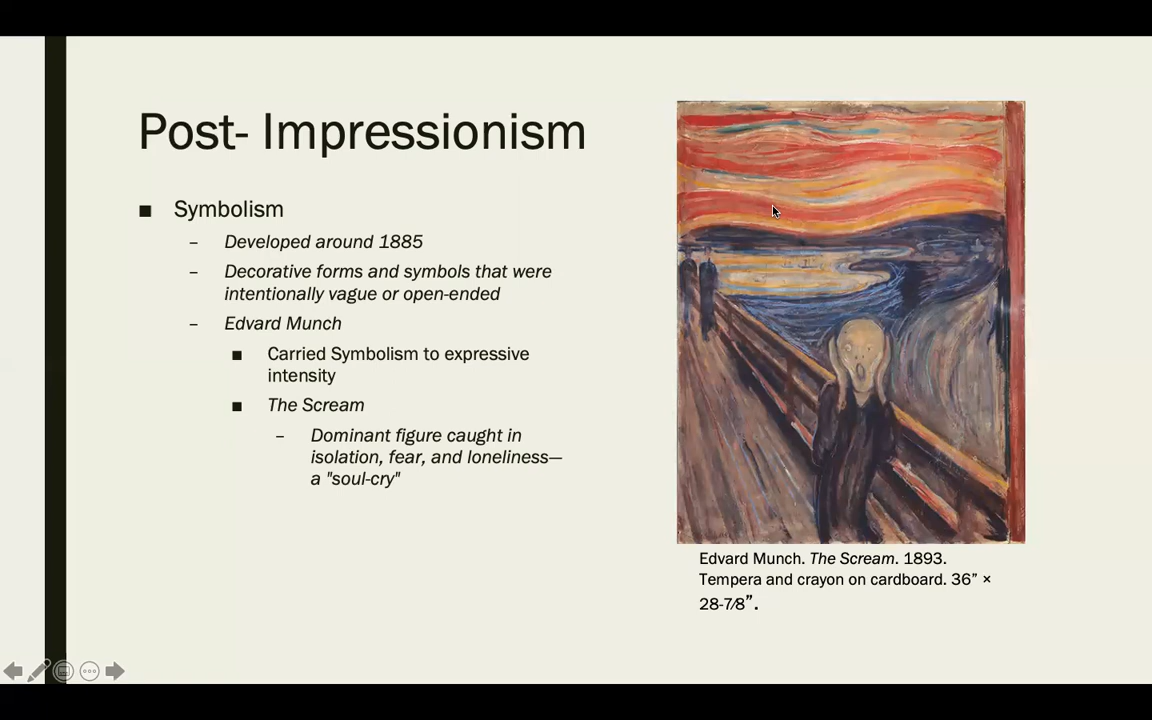 Post- Impressionism
■ Symbolism
– Developed around 1885
– Decorative forms and symbols that were
intentionally vague or open-ended
– Edvard Munch
■ Carried Symbolism to expressive
intensity
■ The Scream
– Dominant figure caught in
isolation, fear, and loneliness—
a "soul-cry"
Edvard Munch. The Scream. 1893.
Tempera and crayon on cardboard. 36” ×
28-7⁄8”.